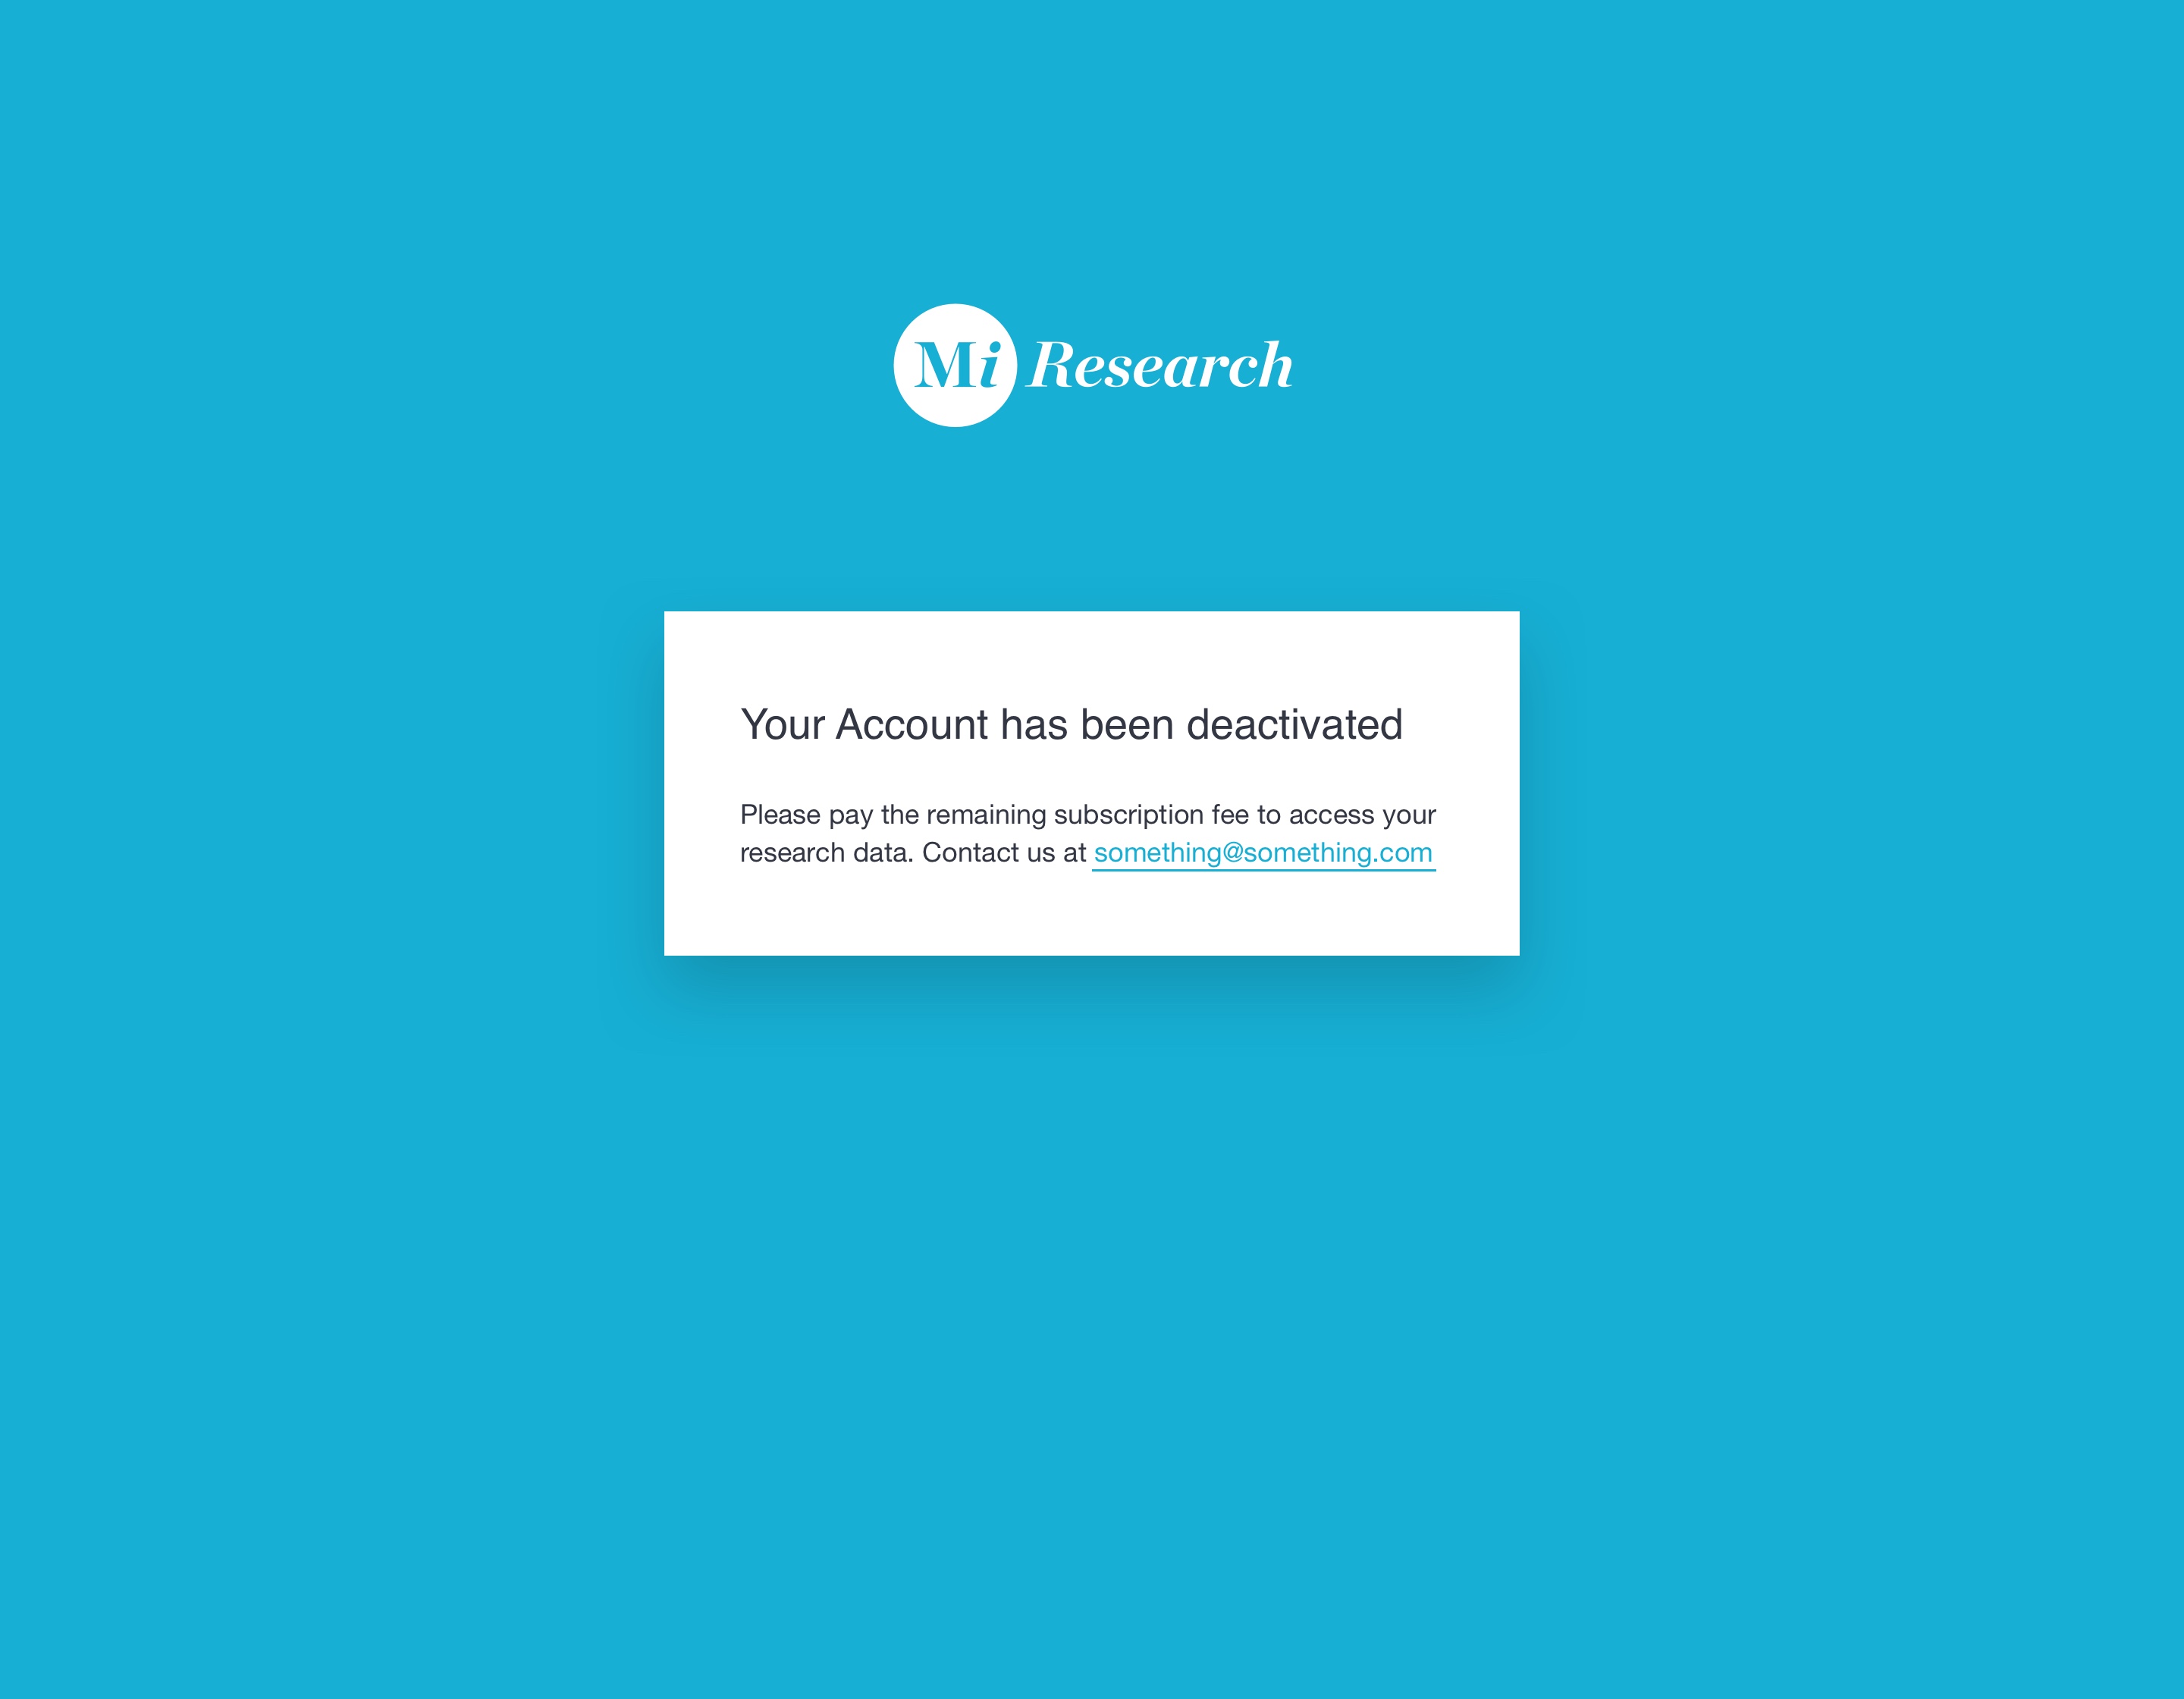 Mi Research
Your Account has been deactivated
Please pay the remaining subscription fee to access your
research data. Contact us at something@something.com